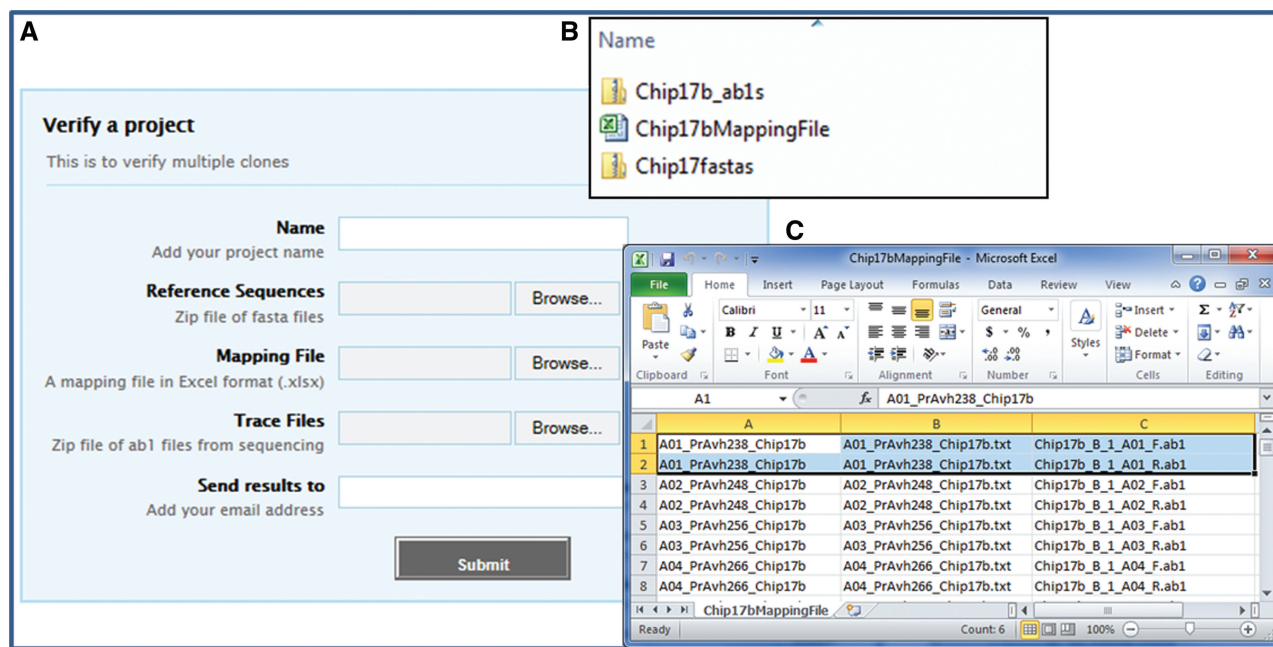 A
Verify a project
This is to verify multiple clones
Name
Add your project name
Reference Sequences
Browse...
Zip file of fasta files
Mapping File
Browse...
A mapping file in Excel format (.xlsx)
Trace Files
Browse...
Zip file of ab1 files from sequencing
Send results to
Add your email address
Submit
B
Name
Chip17b_ab1s
Chip17bMappingFile
Chip17fastas
C
Chip17bMappingFile - Microsoft Excel
File Home Insert Page Layout Formulas Data Review View
Calibri 11 General Insert Σ
Paste B I U A A $ % , Styles Delete
Format
Clipboard Font Alignment Number Cells Editing
A1 fx A01_PrAvh238_Chip17b
A B C
1 A01_PrAvh238_Chip17b A01_PrAvh238_Chip17b.txt Chip17b_B_1_A01_F.ab1
2 A01_PrAvh238_Chip17b A01_PrAvh238_Chip17b.txt Chip17b_B_1_A01_R.ab1
3 A02_PrAvh248_Chip17b A02_PrAvh248_Chip17b.txt Chip17b_B_1_A02_F.ab1
4 A02_PrAvh248_Chip17b A02_PrAvh248_Chip17b.txt Chip17b_B_1_A02_R.ab1
5 A03_PrAvh256_Chip17b A03_PrAvh256_Chip17b.txt Chip17b_B_1_A03_F.ab1
6 A03_PrAvh256_Chip17b A03_PrAvh256_Chip17b.txt Chip17b_B_1_A03_R.ab1
7 A04_PrAvh266_Chip17b A04_PrAvh266_Chip17b.txt Chip17b_B_1_A04_F.ab1
8 A04_PrAvh266_Chip17b A04_PrAvh266_Chip17b.txt Chip17b_B_1_A04_R.ab1
Chip17bMappingFile
Ready Count: 6 100%